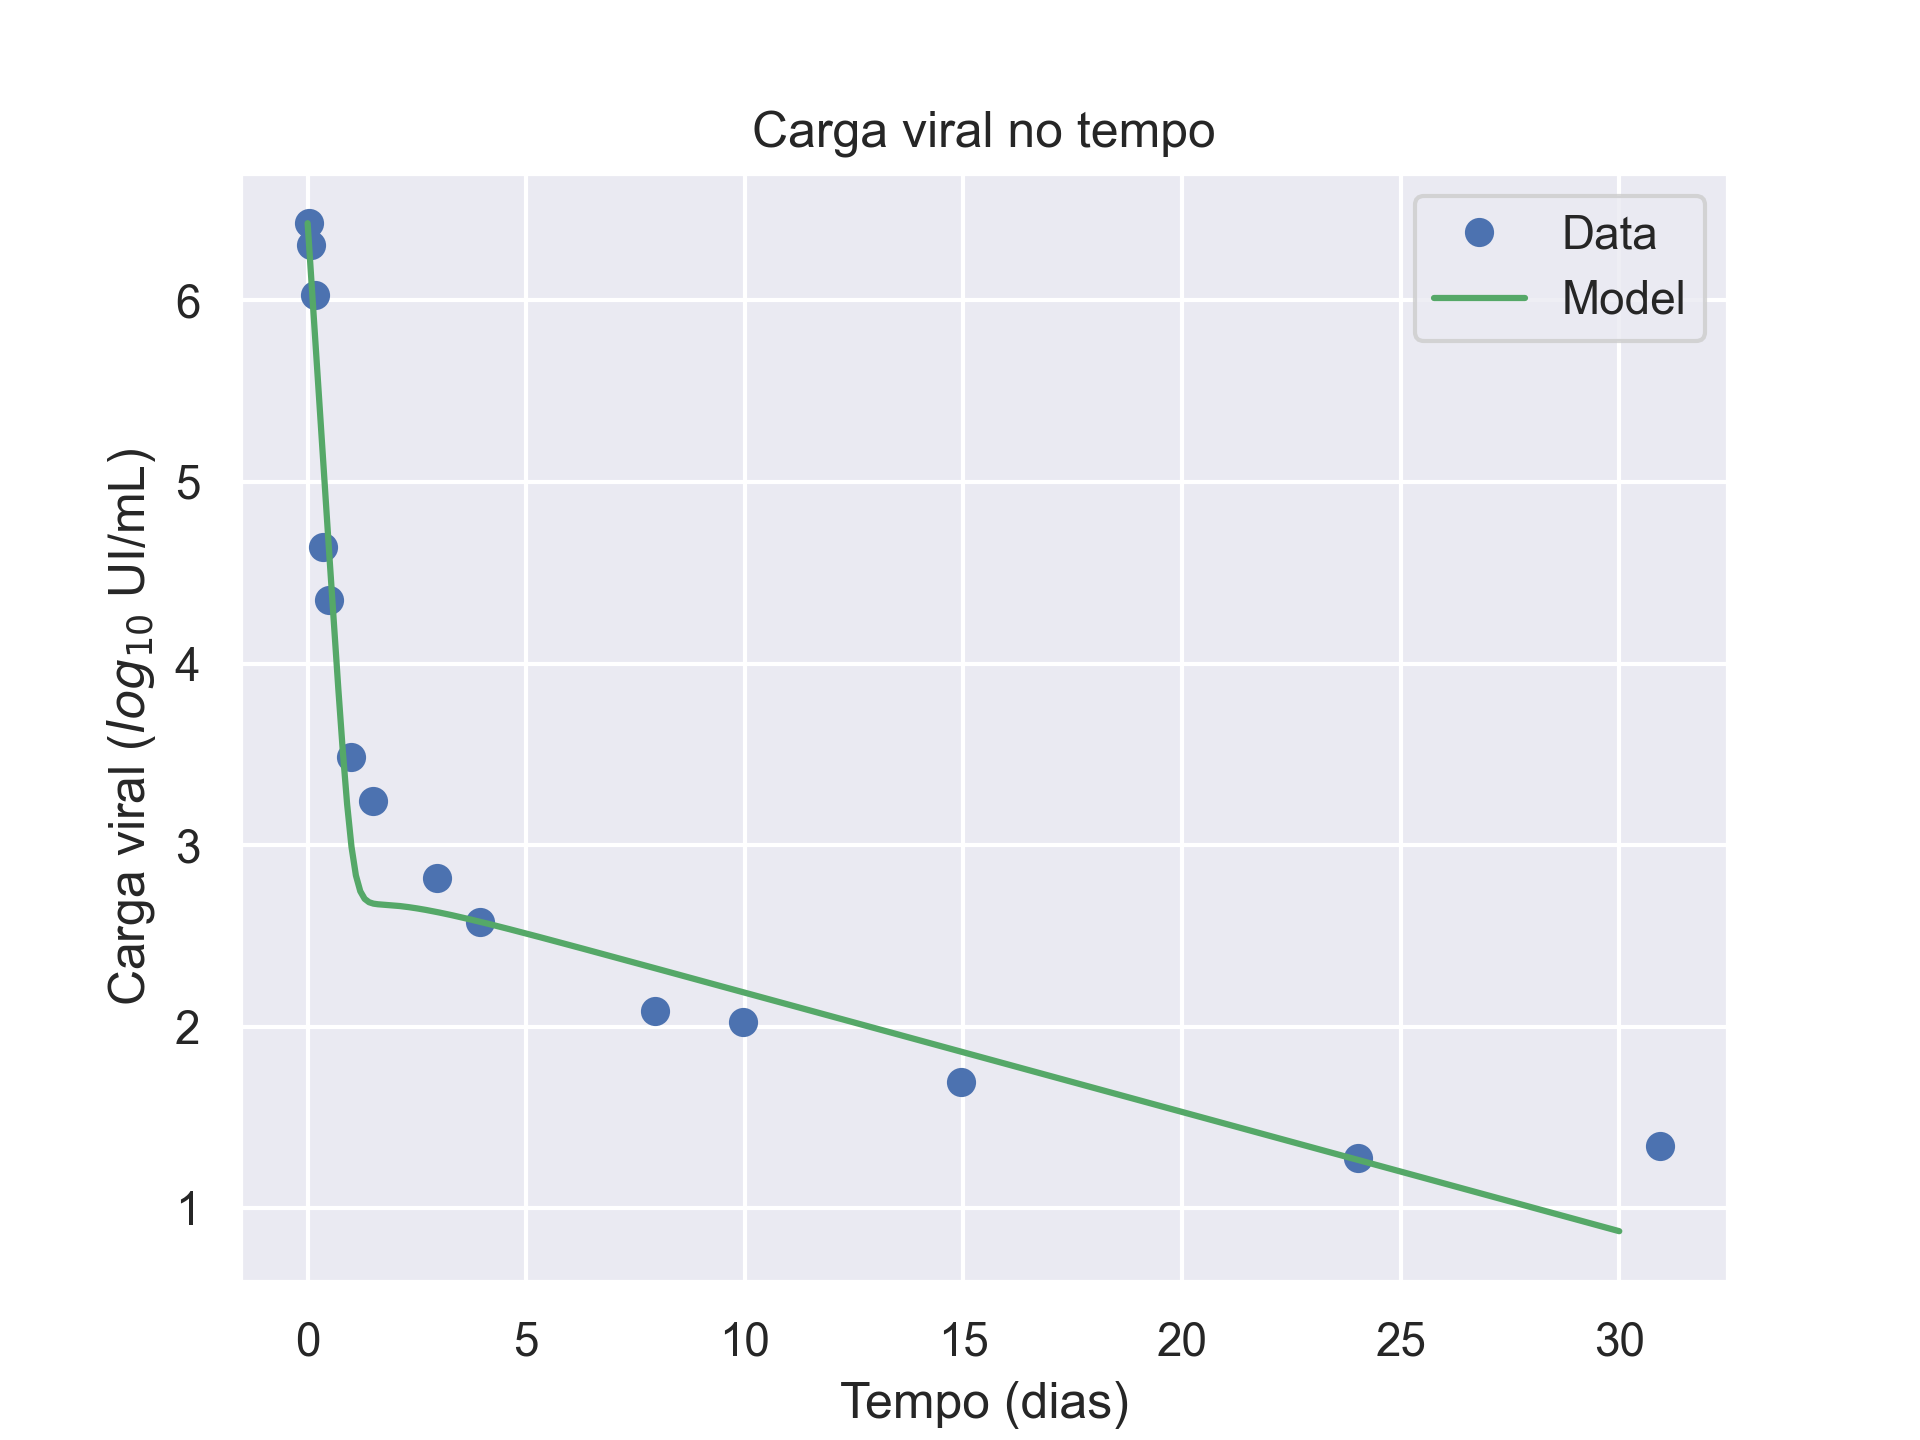 Carga viral no tempo
Data
Model
Carga viral (log₁₀ UI/mL)
6
5
4
3
2
1
0 5 10 15 20 25 30
Tempo (dias)